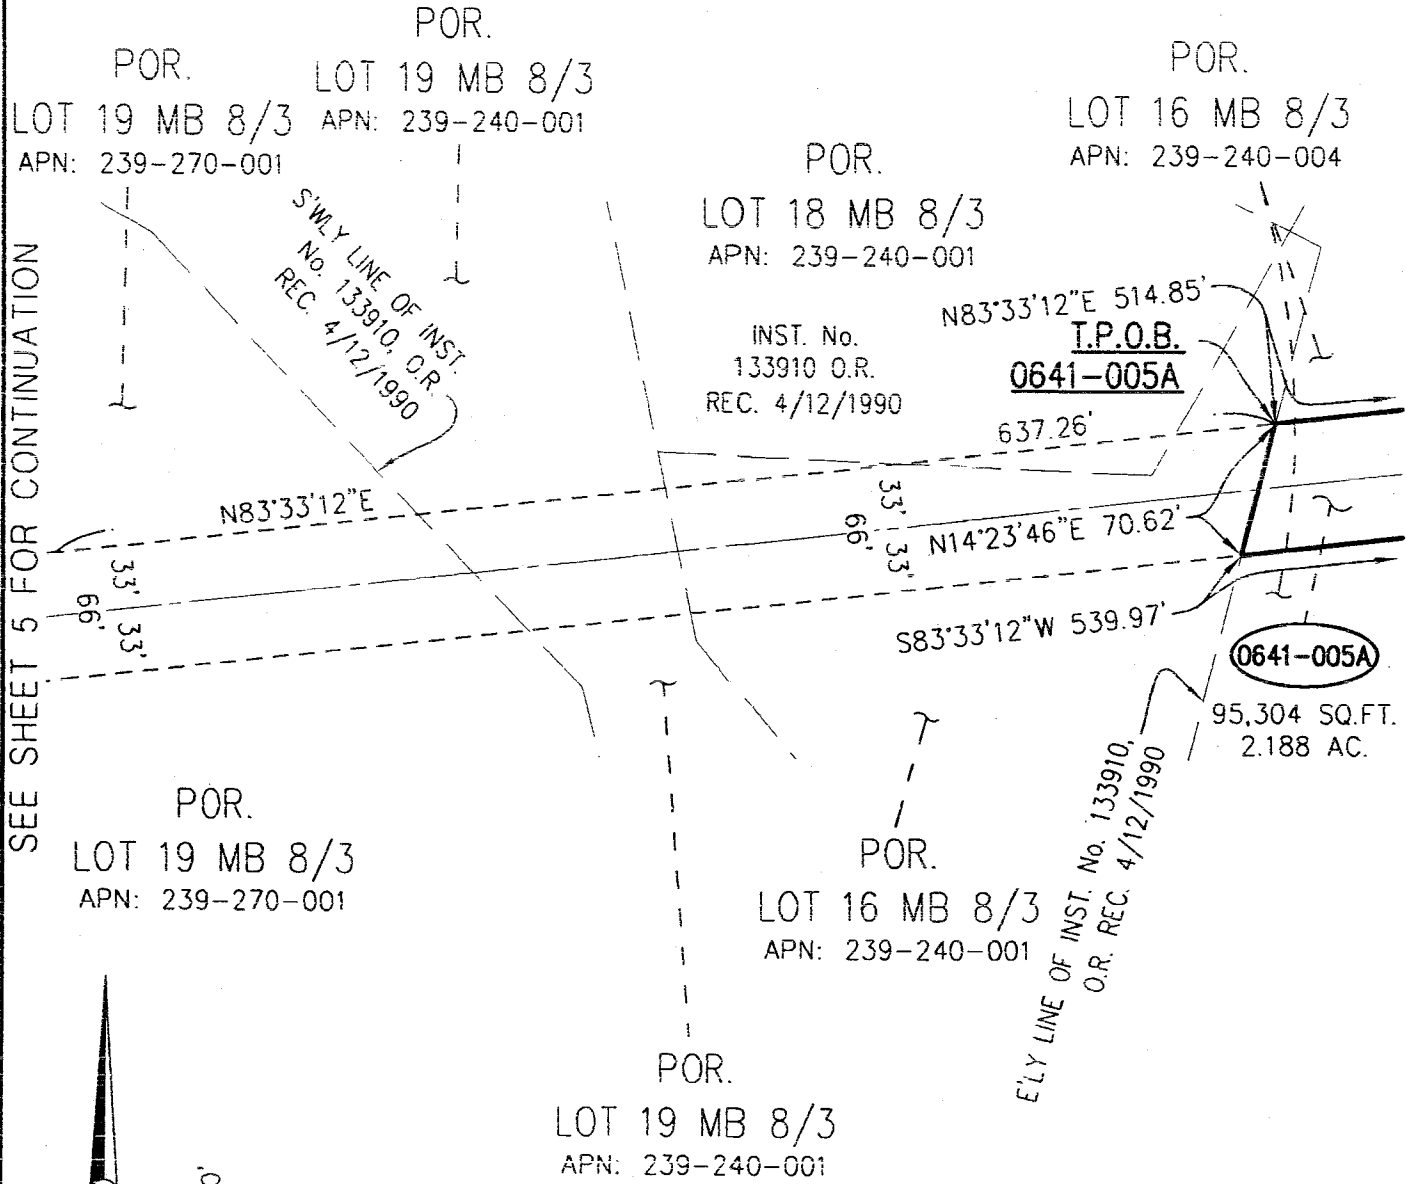 POR.
LOT 19 MB 8/3
APN: 239-270-001
POR.
LOT 19 MB 8/3
APN: 239-240-001
POR.
LOT 18 MB 8/3
APN: 239-240-001
POR.
LOT 16 MB 8/3
APN: 239-240-004
S'WLY LINE OF INST.
No. 133910, O.R.
REC. 4/12/1990
INST. No.
133910 O.R.
REC. 4/12/1990
N83°33'12"E 514.85'
T.P.O.B.
0641-005A
637.26'
N83°33'12"E
33'
66'
33'
33'
66'
33'
N14°23'46"E 70.62'
S83°33'12"W 539.97'
0641-005A
95,304 SQ.FT.
2.188 AC.
SEE SHEET 5 FOR CONTINUATION
E'LY LINE OF INST. No. 133910,
O.R. REC. 4/12/1990
POR.
LOT 19 MB 8/3
APN: 239-270-001
POR.
LOT 16 MB 8/3
APN: 239-240-001
POR.
LOT 19 MB 8/3
APN: 239-240-001